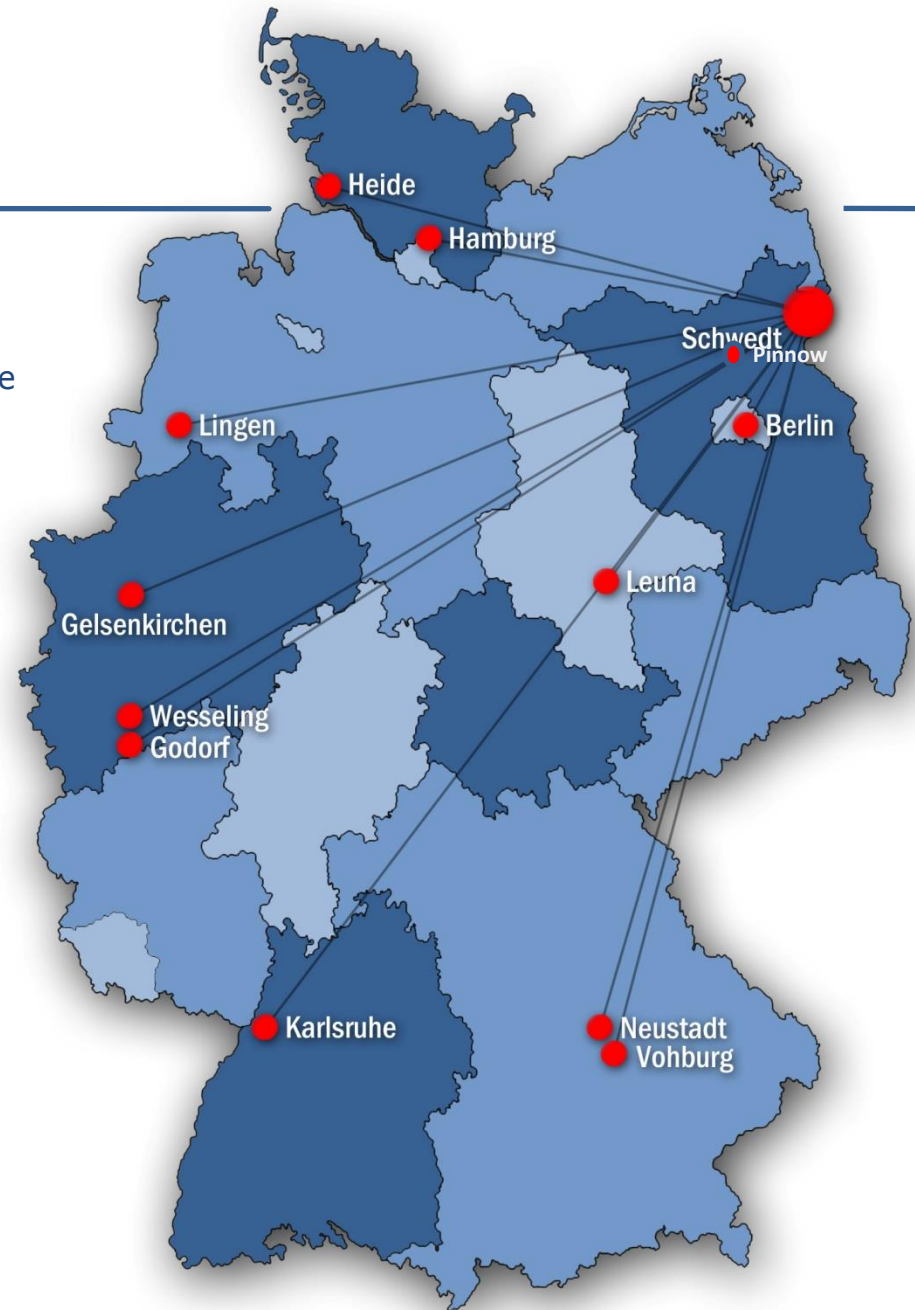 Heide
Hamburg
Schwedt
Pinnow
e
Lingen
Berlin
Leuna
Gelsenkirchen
Wesseling
Godorf
Karlsruhe
Neustadt
Vohburg